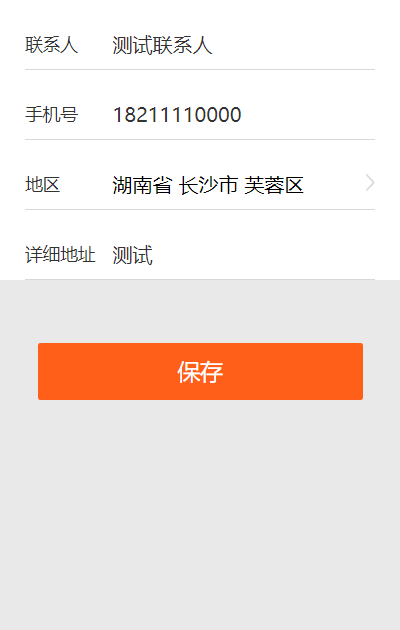 联系人 测试联系人
手机号 18211110000
地区 湖南省 长沙市 芙蓉区
详细地址 测试
保存